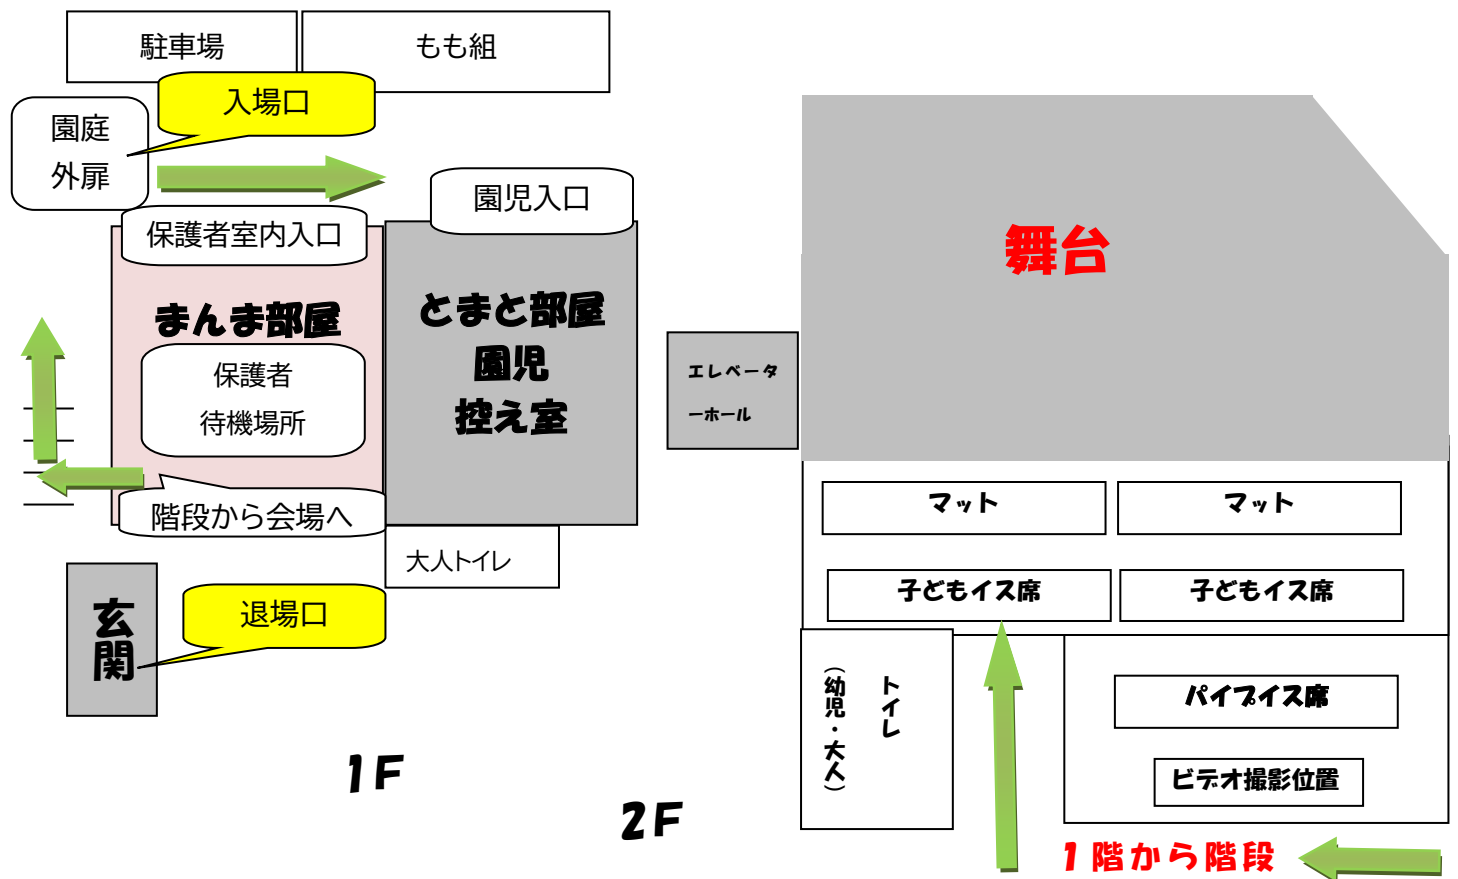 駐車場
もも組
入場口
園庭
外扉
園児入口
保護者室内入口
まんま部屋
保護者
待機場所
階段から会場へ
とまと部屋
園児
控え室
大人トイレ
玄関
退場口
1F
2F
舞台
エレベータ
ーホール
マット
マット
子どもイス席
子どもイス席
トイレ
（幼児・大人）
パイプイス席
ビデオ撮影位置
1階から階段